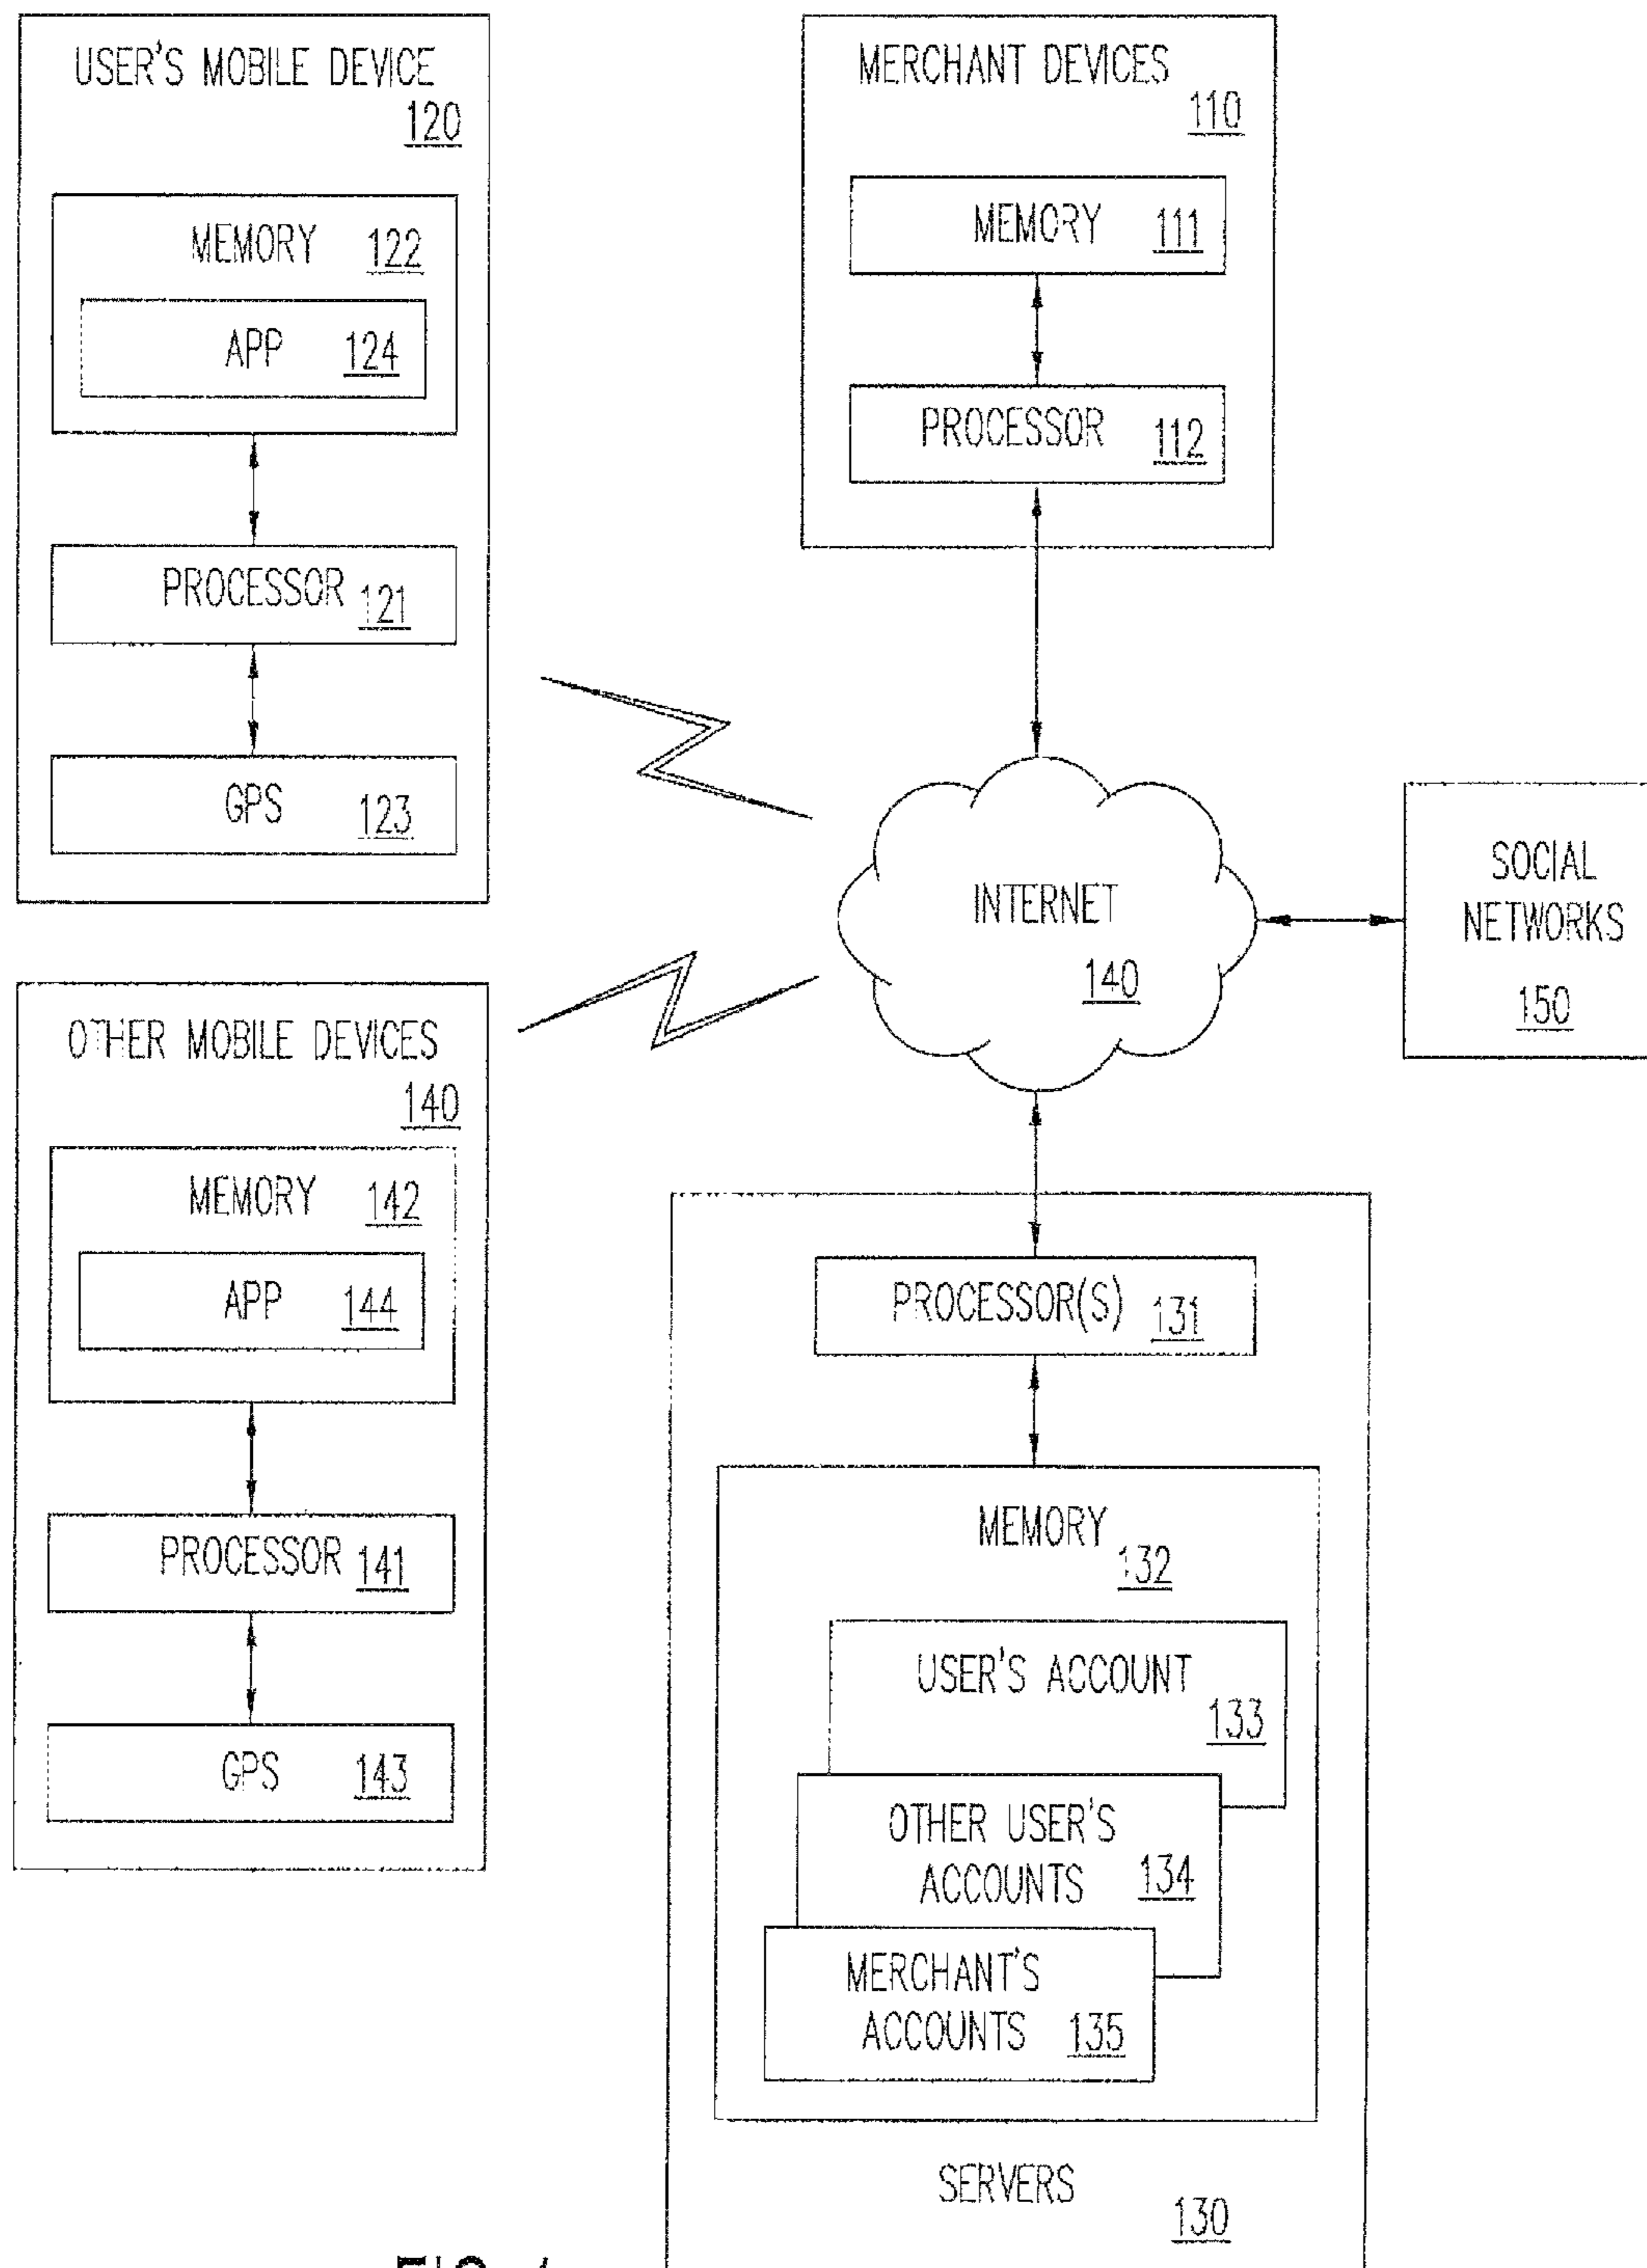 USER'S MOBILE DEVICE
120
MEMORY 122
APP 124
PROCESSOR 121
GPS 123
MERCHANT DEVICES
110
MEMORY 111
PROCESSOR 112
INTERNET
140
SOCIAL
NETWORKS
150
OTHER MOBILE DEVICES
140
MEMORY 142
APP 144
PROCESSOR 141
GPS 143
PROCESSOR(S) 131
MEMORY
132
USER'S ACCOUNT
133
OTHER USER'S
ACCOUNTS 134
MERCHANT'S
ACCOUNTS 135
SERVERS
130